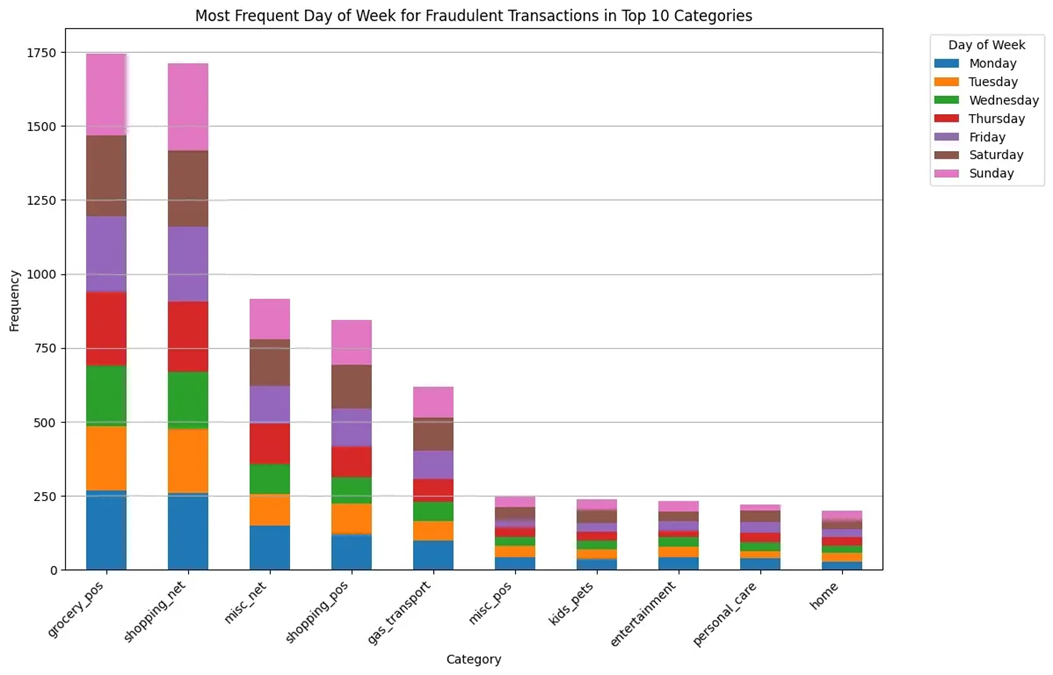 Most Frequent Day of Week for Fraudulent Transactions in Top 10 Categories
Day of Week
Monday
Tuesday
Wednesday
Thursday
Friday
Saturday
Sunday
Frequency
1750
1500
1250
1000
750
500
250
0
grocery_pos
shopping_net
misc_net
shopping_pos
gas_transport
misc_pos
kids_pets
entertainment
personal_care
home
Category